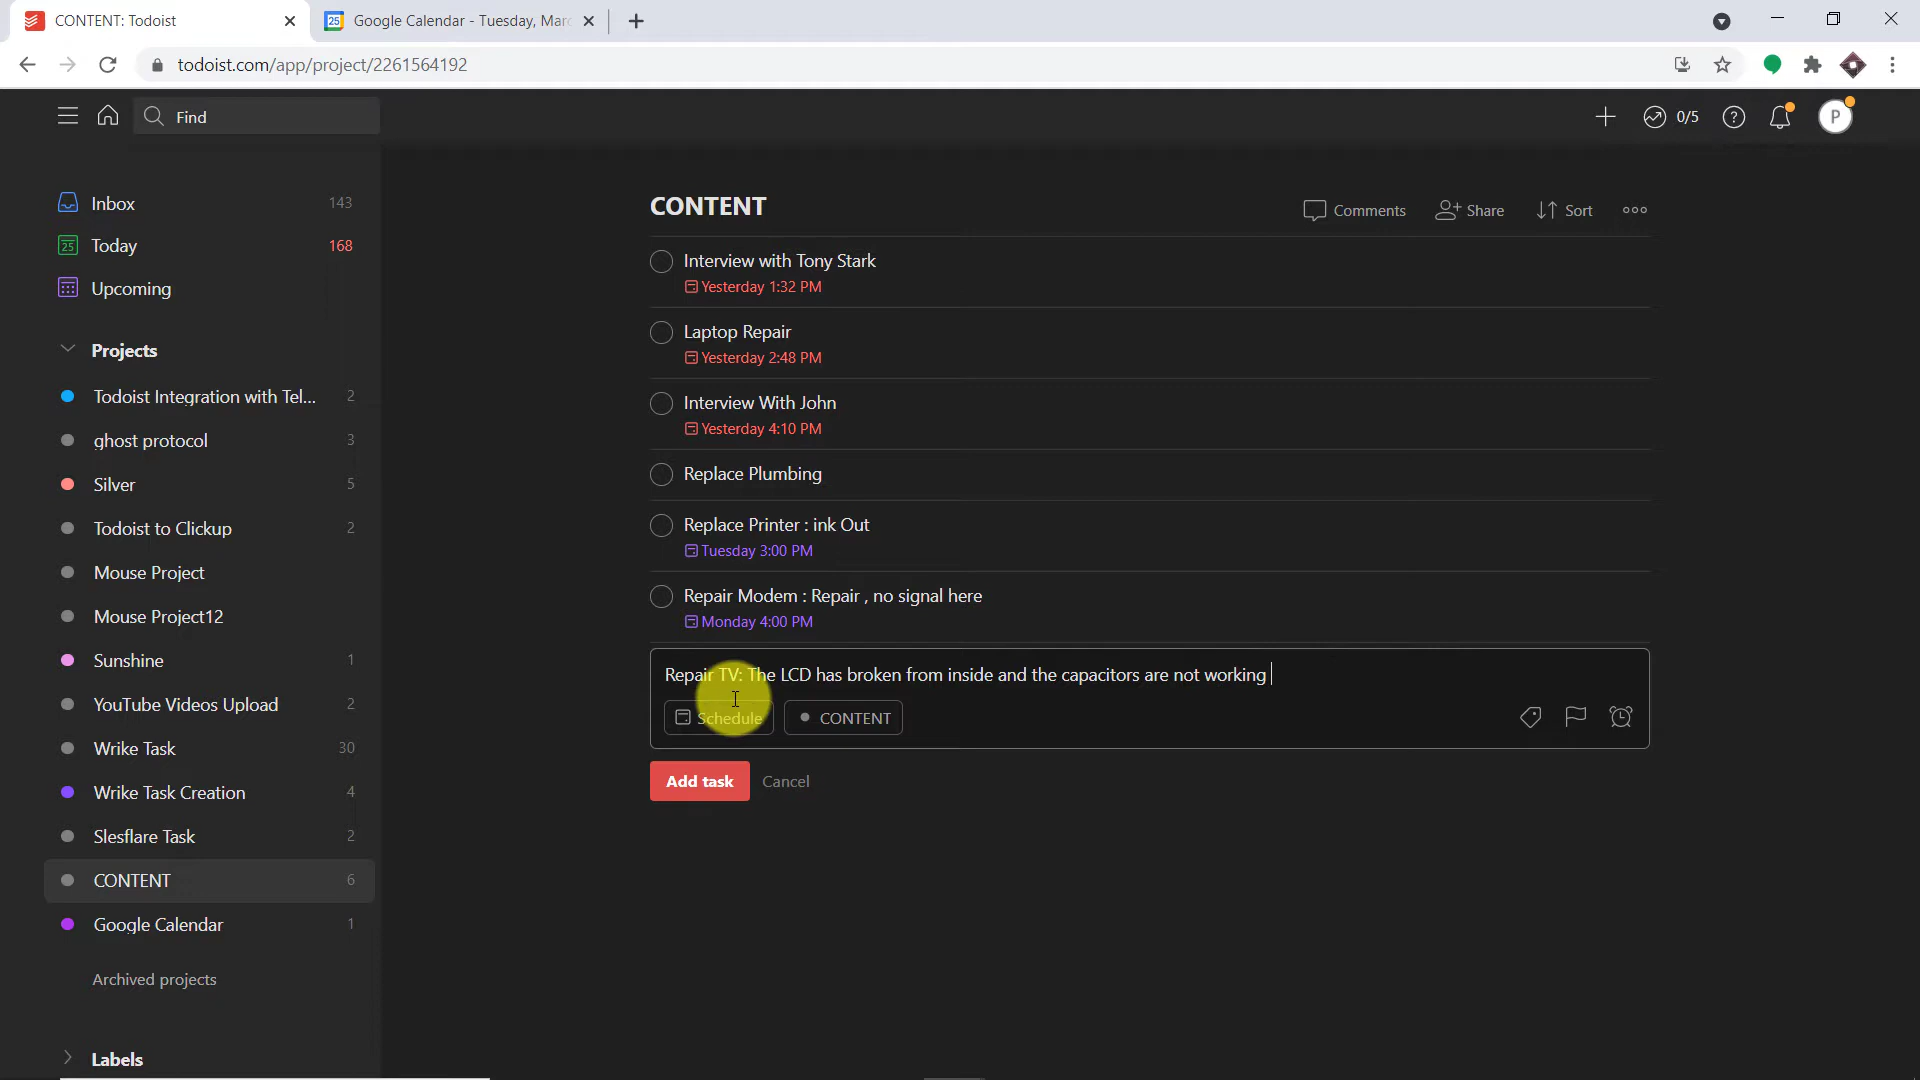 CONTENT: Todoist
Google Calendar - Tuesday, Marc
todoist.com/app/project/2261564192
Find
0/5
P
Inbox 143
Today 168
Upcoming
Projects
Todoist Integration with Tel... 2
ghost protocol 3
Silver 5
Todoist to Clickup 2
Mouse Project
Mouse Project12
Sunshine 1
YouTube Videos Upload 2
Wrike Task 30
Wrike Task Creation 4
Slesflare Task 2
CONTENT 6
Google Calendar 1
Archived projects
Labels
CONTENT
Comments Share Sort
Interview with Tony Stark
Yesterday 1:32 PM
Laptop Repair
Yesterday 2:48 PM
Interview With John
Yesterday 4:10 PM
Replace Plumbing
Replace Printer : ink Out
Tuesday 3:00 PM
Repair Modem : Repair , no signal here
Monday 4:00 PM
Repair TV: The LCD has broken from inside and the capacitors are not working
Schedule CONTENT
Add task Cancel